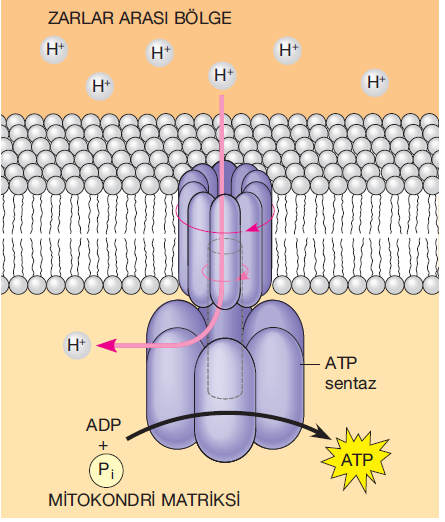 ZARLAR ARASI BÖLGE
H+
H+
H+
H+
H+
H+
H+
ATP
sentaz
ADP
+
Pi
ATP
MİTOKONDRİ MATRİKSİ